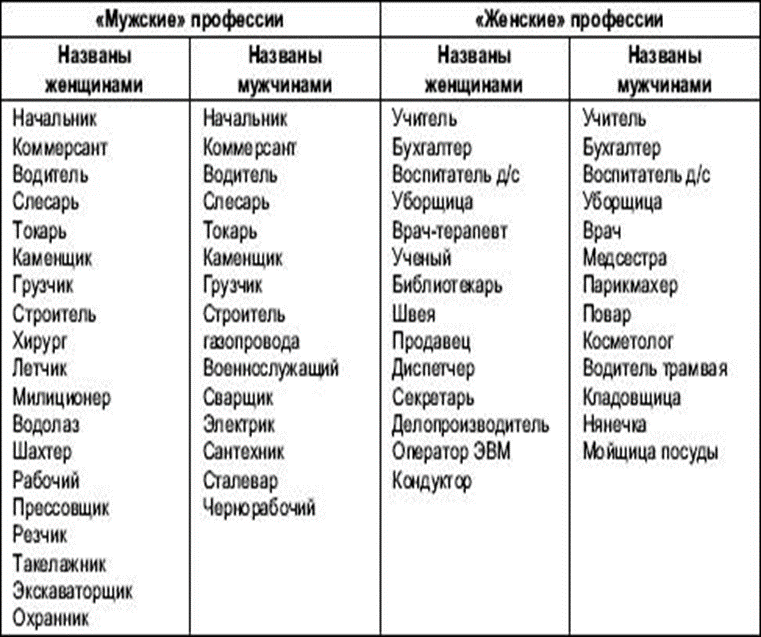 «Мужские» профессии
«Женские» профессии
Названы
женщинами
Названы
мужчинами
Названы
женщинами
Названы
мужчинами
Начальник
Коммерсант
Водитель
Слесарь
Токарь
Каменщик
Грузчик
Строитель
Хирург
Летчик
Милиционер
Водолаз
Шахтер
Рабочий
Прессовщик
Резчик
Такелажник
Экскаваторщик
Охранник
Начальник
Коммерсант
Водитель
Слесарь
Токарь
Каменщик
Грузчик
Строитель
газопровода
Военнослужащий
Сварщик
Электрик
Сантехник
Сталевар
Чернорабочий
Учитель
Бухгалтер
Воспитатель д/с
Уборщица
Врач-терапевт
Ученый
Библиотекарь
Швея
Продавец
Диспетчер
Секретарь
Делопроизводитель
Оператор ЭВМ
Кондуктор
Учитель
Бухгалтер
Воспитатель д/с
Уборщица
Врач
Медсестра
Парикмахер
Повар
Косметолог
Водитель трамвая
Кладовщица
Нянечка
Мойщица посуды